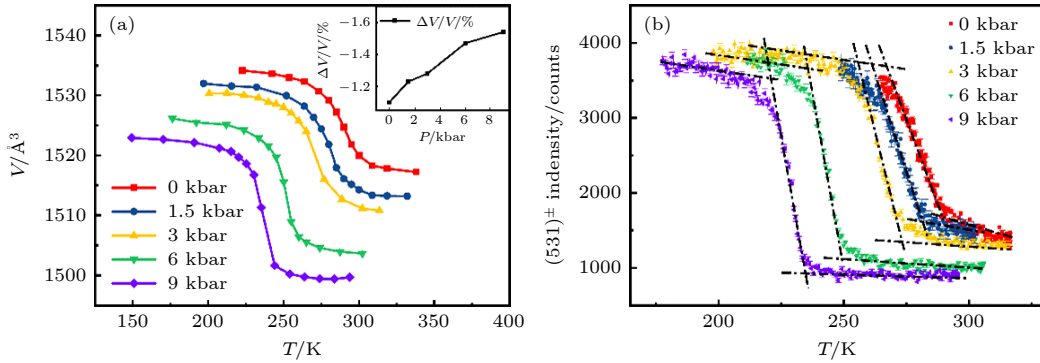 (a)
1540
1530
1520
1510
1500
V/Å³
150
200
250
300
350
400
T/K
0 kbar
1.5 kbar
3 kbar
6 kbar
9 kbar
ΔV/V/%
−1.6
−1.4
−1.2
ΔV/V/%
0
2
4
6
8
P/kbar
(b)
4000
3000
2000
1000
(531)± indensity/counts
200
250
300
T/K
0 kbar
1.5 kbar
3 kbar
6 kbar
9 kbar